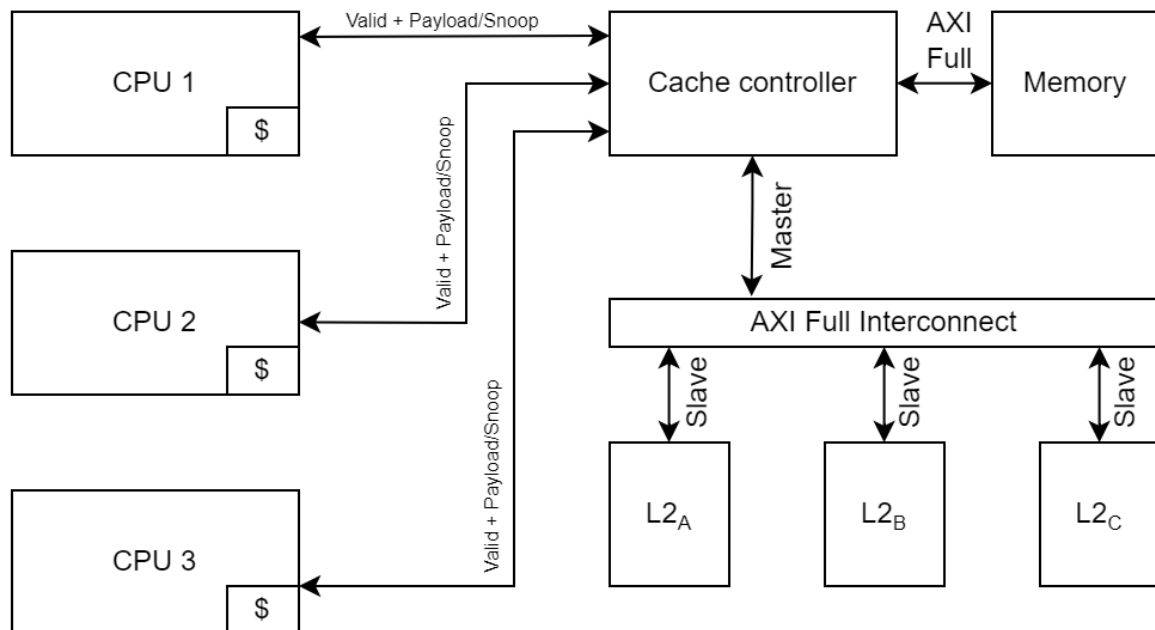 Valid + Payload/Snoop
CPU 1
$
Cache controller
AXI
Full
Memory
Valid + Payload/Snoop
Master
CPU 2
$
AXI Full Interconnect
Valid + Payload/Snoop
Slave
Slave
Slave
CPU 3
$
L2A
L2B
L2C